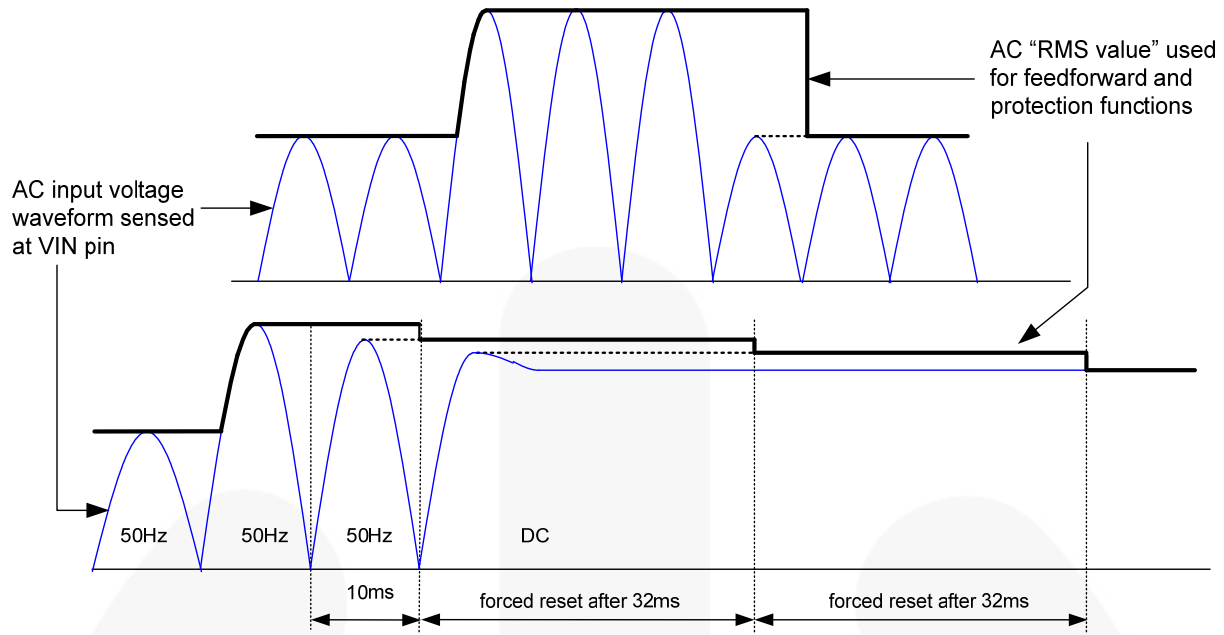 AC “RMS value” used
for feedforward and
protection functions
AC input voltage
waveform sensed
at VIN pin
50Hz
50Hz
50Hz
DC
10ms
forced reset after 32ms
forced reset after 32ms